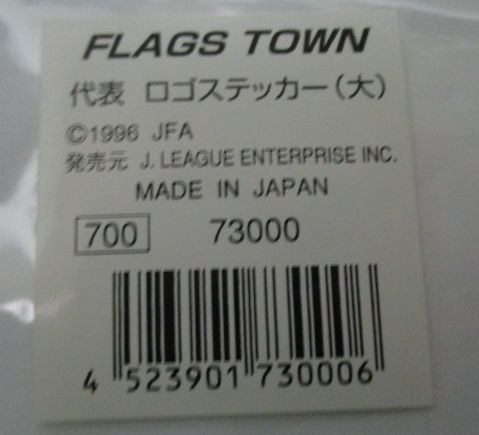 FLAGS TOWN
代表 ロゴステッカー(大)
©1996 JFA
発売元 J. LEAGUE ENTERPRISE INC.
MADE IN JAPAN
700 73000
4 523901 730006